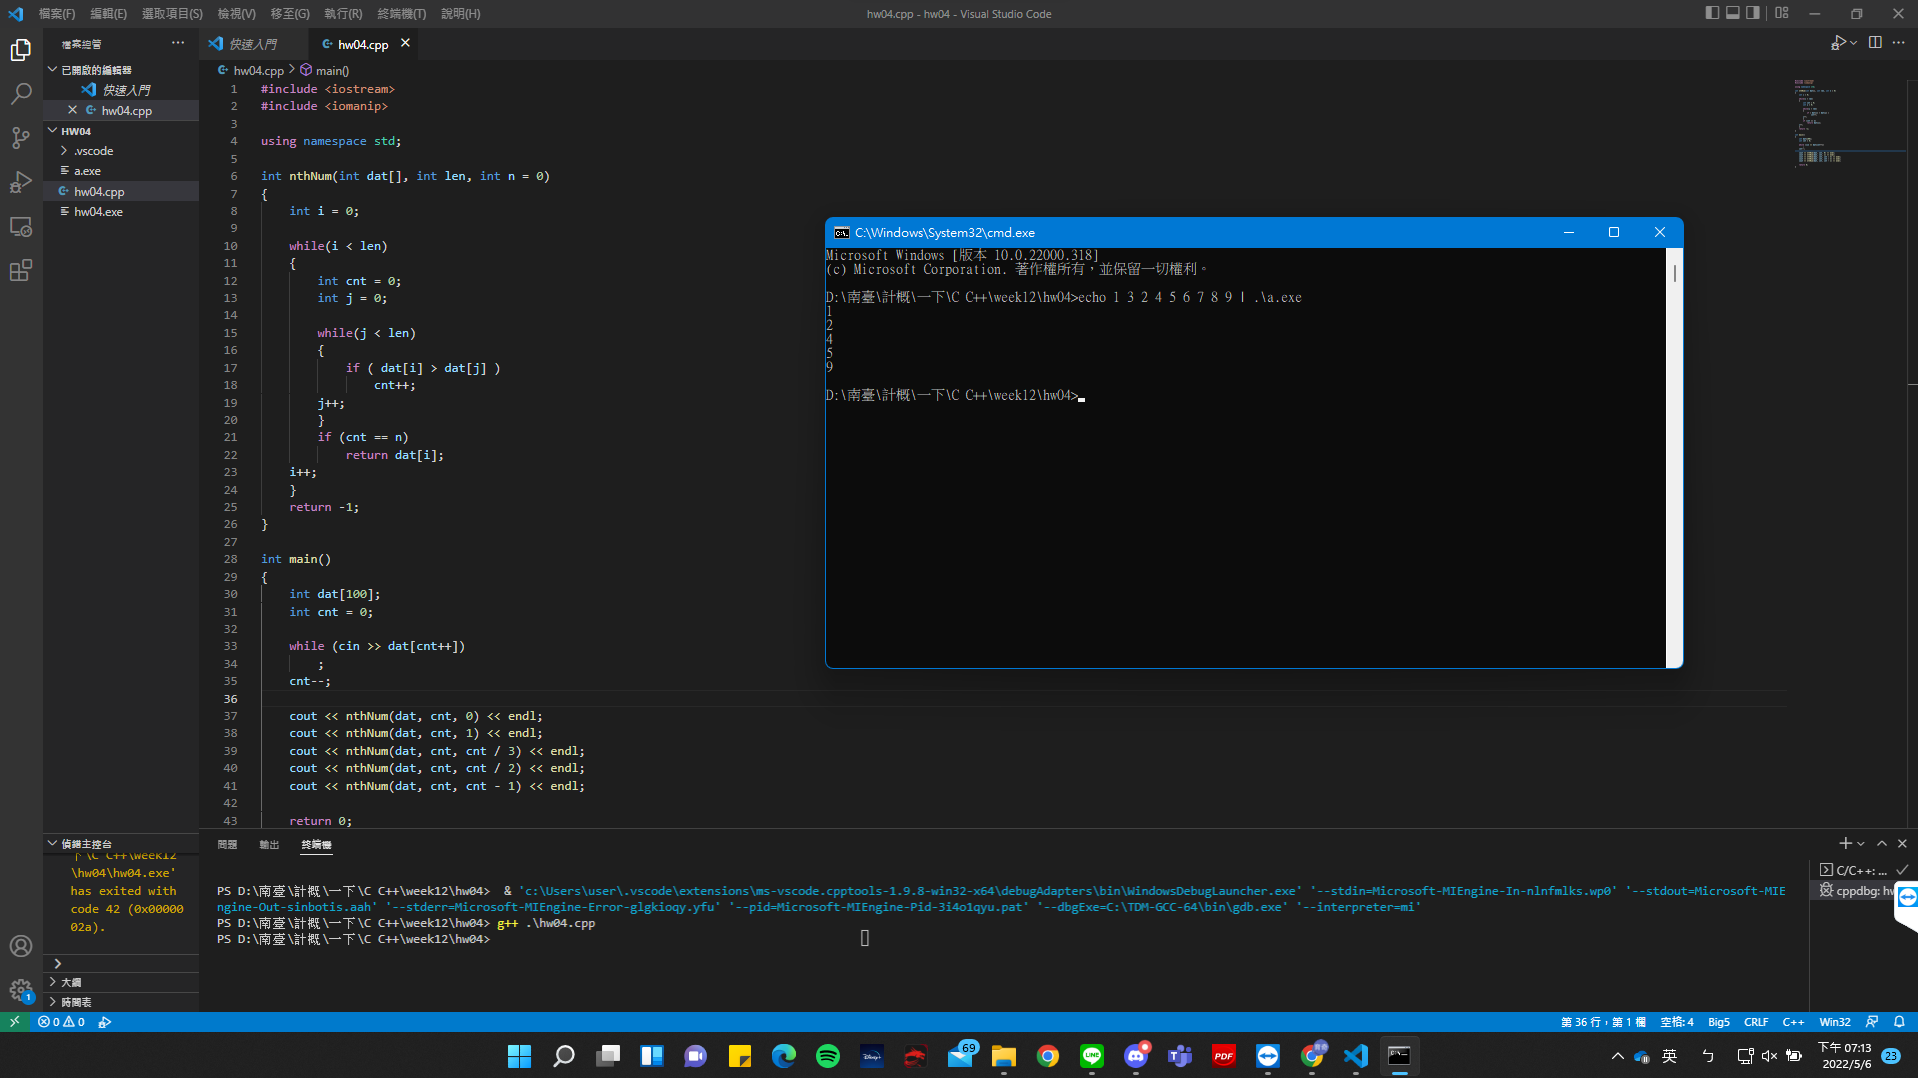 檔案(F) 編輯(E) 選取項目(S) 檢視(V) 移至(G) 執行(R) 終端機(T) 說明(H)
hw04.cpp - hw04 - Visual Studio Code
檔案總管
快速入門
hw04.cpp
已開啟的編輯器
快速入門
hw04.cpp
HW04
.vscode
a.exe
hw04.cpp
hw04.exe
hw04.cpp > main()
1 #include <iostream>
2 #include <iomanip>
3
4 using namespace std;
5
6 int nthNum(int dat[], int len, int n = 0)
7 {
8 int i = 0;
9
10 while(i < len)
11 {
12 int cnt = 0;
13 int j = 0;
14
15 while(j < len)
16 {
17 if ( dat[i] > dat[j] )
18 cnt++;
19 j++;
20 }
21 if (cnt == n)
22 return dat[i];
23 i++;
24 }
25 return -1;
26 }
27
28 int main()
29 {
30 int dat[100];
31 int cnt = 0;
32
33 while (cin >> dat[cnt++])
34 ;
35 cnt--;
36
37 cout << nthNum(dat, cnt, 0) << endl;
38 cout << nthNum(dat, cnt, 1) << endl;
39 cout << nthNum(dat, cnt, cnt / 3) << endl;
40 cout << nthNum(dat, cnt, cnt / 2) << endl;
41 cout << nthNum(dat, cnt, cnt - 1) << endl;
42
43 return 0;
C:\Windows\System32\cmd.exe
Microsoft Windows [版本 10.0.22000.318]
(c) Microsoft Corporation. 著作權所有，並保留一切權利。
D:\南臺\計概\一下\C C++\week12\hw04>echo 1 3 2 4 5 6 7 8 9 | .\a.exe
1
2
4
5
9
D:\南臺\計概\一下\C C++\week12\hw04>
偵錯主控台
下\C C++\week12
\hw04\hw04.exe'
has exited with
code 42 (0x00000
02a).
大綱
時間表
問題 輸出 終端機
PS D:\南臺\計概\一下\C C++\week12\hw04> & 'c:\Users\user\.vscode\extensions\ms-vscode.cpptools-1.9.8-win32-x64\debugAdapters\bin\WindowsDebugLauncher.exe' '--stdin=Microsoft-MIEngine-In-nlnfmlks.wp0' '--stdout=Microsoft-MIE
ngine-Out-sinbotis.aah' '--stderr=Microsoft-MIEngine-Error-glgkioqy.yfu' '--pid=Microsoft-MIEngine-Pid-3i4o1qyu.pat' '--dbgExe=C:\TDM-GCC-64\bin\gdb.exe' '--interpreter=mi'
PS D:\南臺\計概\一下\C C++\week12\hw04> g++ .\hw04.cpp
PS D:\南臺\計概\一下\C C++\week12\hw04>
C/C++: ...
cppdbg: hw
1
0 0
第 36 行，第 1 欄 空格: 4 Big5 CRLF C++ Win32
Disney+
69
LINE
PDF
英
ㄅ
下午 07:13
2022/5/6
23